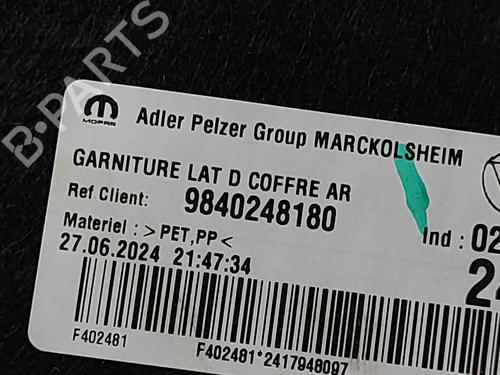 MOPAR
Adler Pelzer Group MARCKOLSHEIM
GARNITURE LAT D COFFRE AR
Ref Client: 9840248180
Materiel : >PET,PP<
Ind : 02
27.06.2024 21:47:34
F402481
F402481*2417948097
B-PARTS